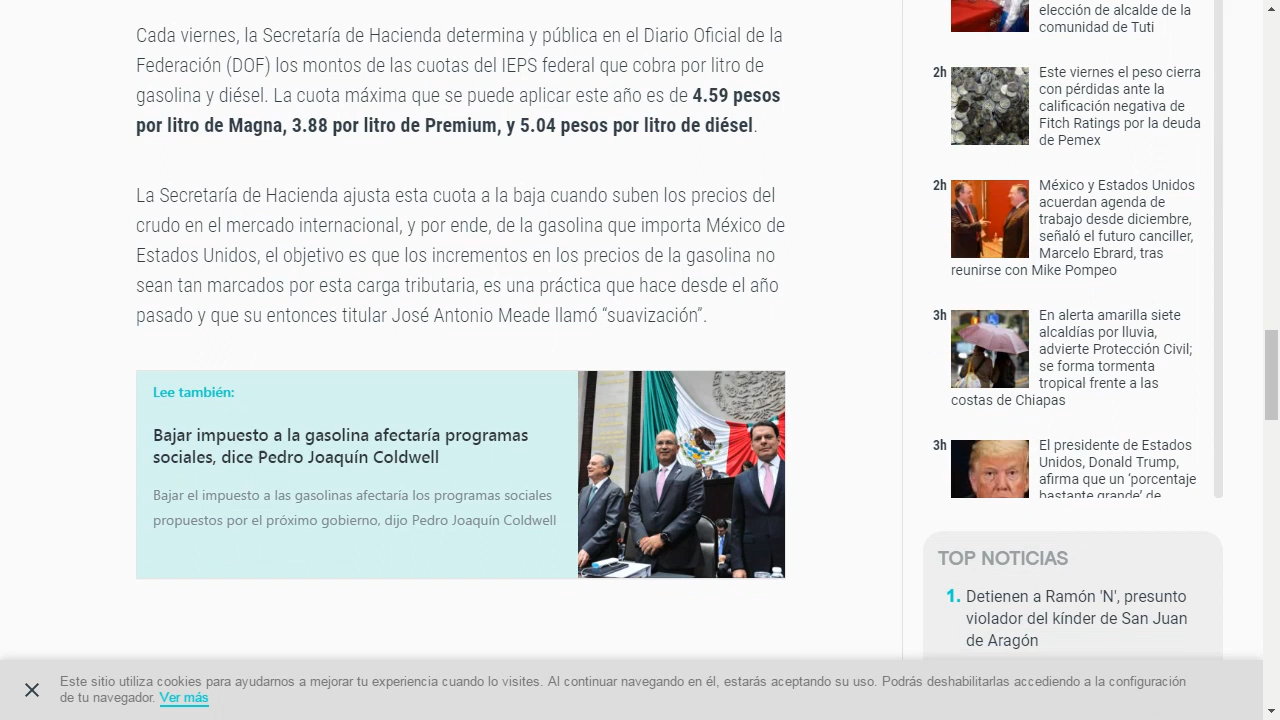 Cada viernes, la Secretaría de Hacienda determina y pública en el Diario Oficial de la
Federación (DOF) los montos de las cuotas del IEPS federal que cobra por litro de
gasolina y diésel. La cuota máxima que se puede aplicar este año es de 4.59 pesos
por litro de Magna, 3.88 por litro de Premium, y 5.04 pesos por litro de diésel.
La Secretaría de Hacienda ajusta esta cuota a la baja cuando suben los precios del
crudo en el mercado internacional, y por ende, de la gasolina que importa México de
Estados Unidos, el objetivo es que los incrementos en los precios de la gasolina no
sean tan marcados por esta carga tributaria, es una práctica que hace desde el año
pasado y que su entonces titular José Antonio Meade llamó “suavización”.
Lee también:
Bajar impuesto a la gasolina afectaría programas
sociales, dice Pedro Joaquín Coldwell
Bajar el impuesto a las gasolinas afectaría los programas sociales
propuestos por el próximo gobierno, dijo Pedro Joaquín Coldwell
elección de alcalde de la
comunidad de Tuti
2h
Este viernes el peso cierra
con pérdidas ante la
calificación negativa de
Fitch Ratings por la deuda
de Pemex
2h
México y Estados Unidos
acuerdan agenda de
trabajo desde diciembre,
señaló el futuro canciller,
Marcelo Ebrard, tras
reunirse con Mike Pompeo
3h
En alerta amarilla siete
alcaldías por lluvia,
advierte Protección Civil;
se forma tormenta
tropical frente a las
costas de Chiapas
3h
El presidente de Estados
Unidos, Donald Trump,
afirma que un ‘porcentaje
bastante grande’ de
TOP NOTICIAS
1. Detienen a Ramón 'N', presunto
violador del kínder de San Juan
de Aragón
Este sitio utiliza cookies para ayudarnos a mejorar tu experiencia cuando lo visites. Al continuar navegando en él, estarás aceptando su uso. Podrás deshabilitarlas accediendo a la configuración
de tu navegador. Ver más